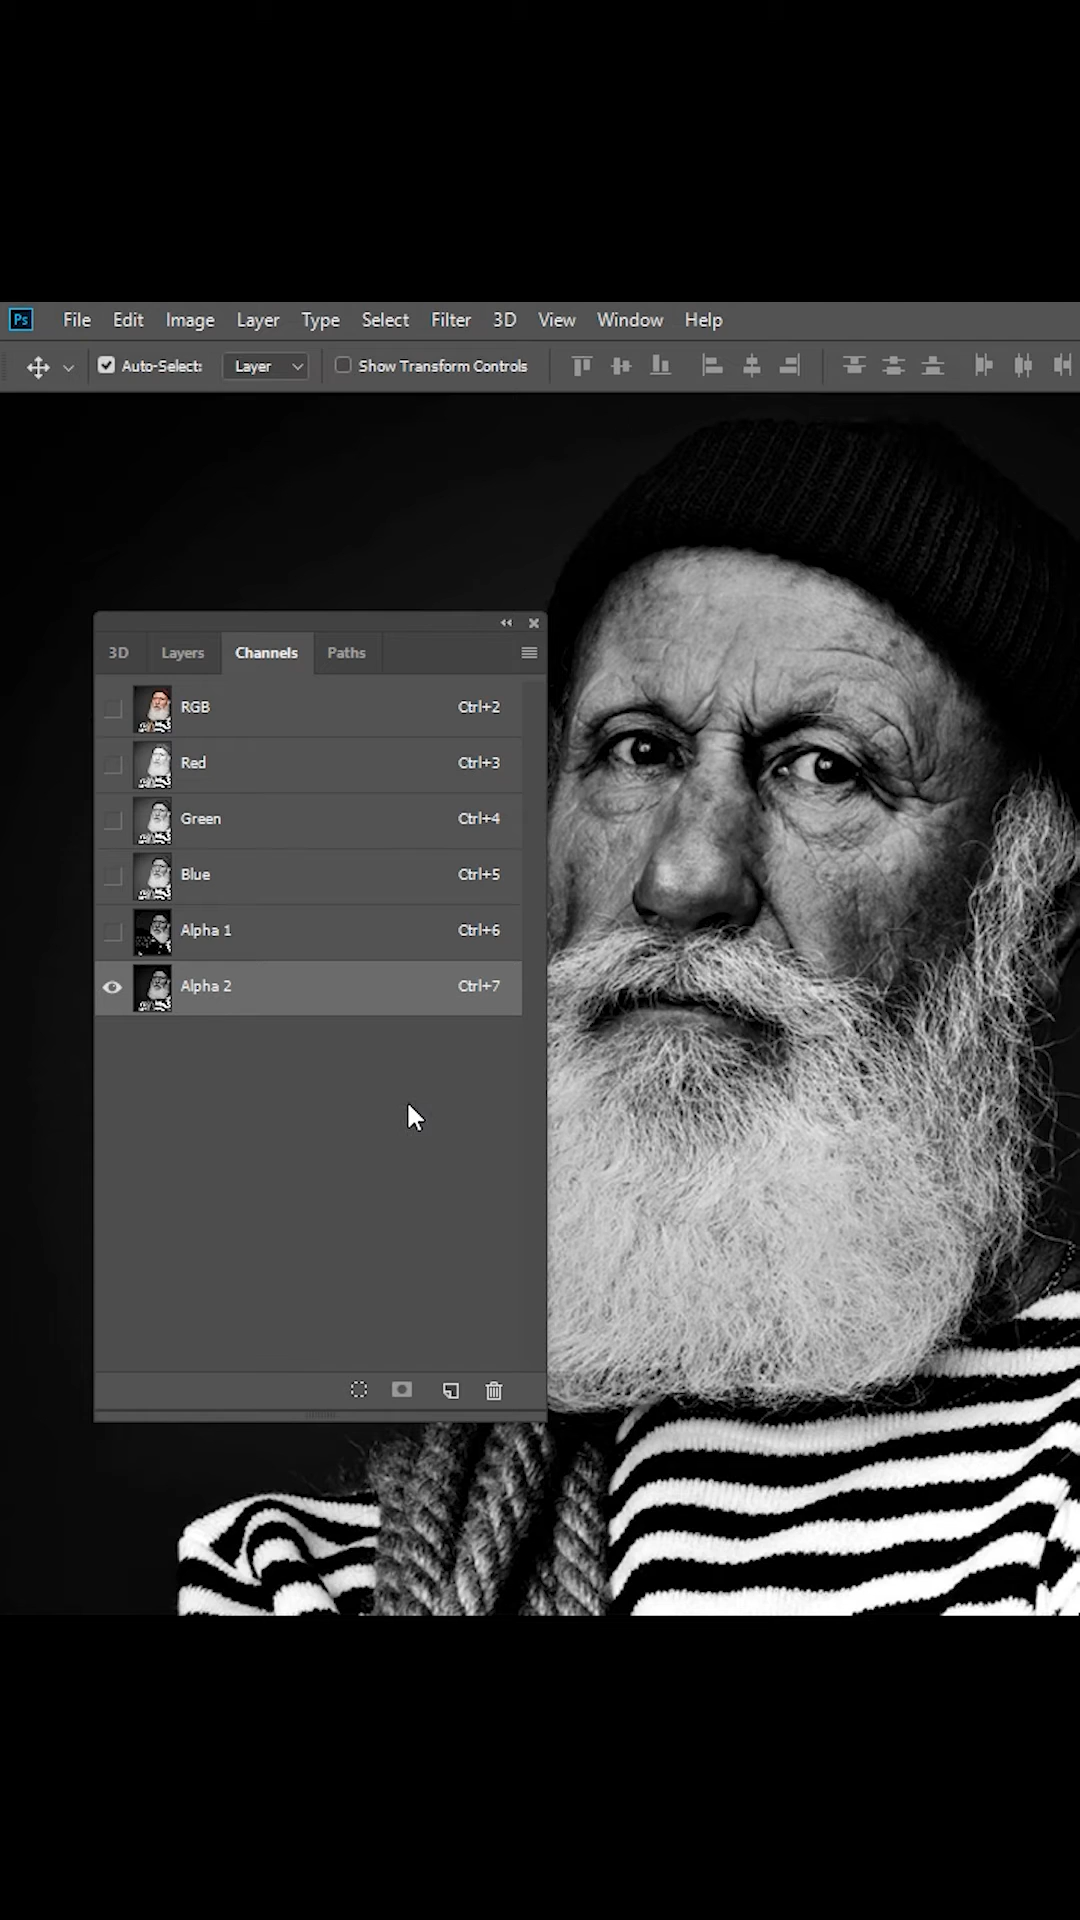 Ps File Edit Image Layer Type Select Filter 3D View Window Help
Auto-Select: Layer Show Transform Controls
3D Layers Channels Paths
RGB Ctrl+2
Red Ctrl+3
Green Ctrl+4
Blue Ctrl+5
Alpha 1 Ctrl+6
Alpha 2 Ctrl+7